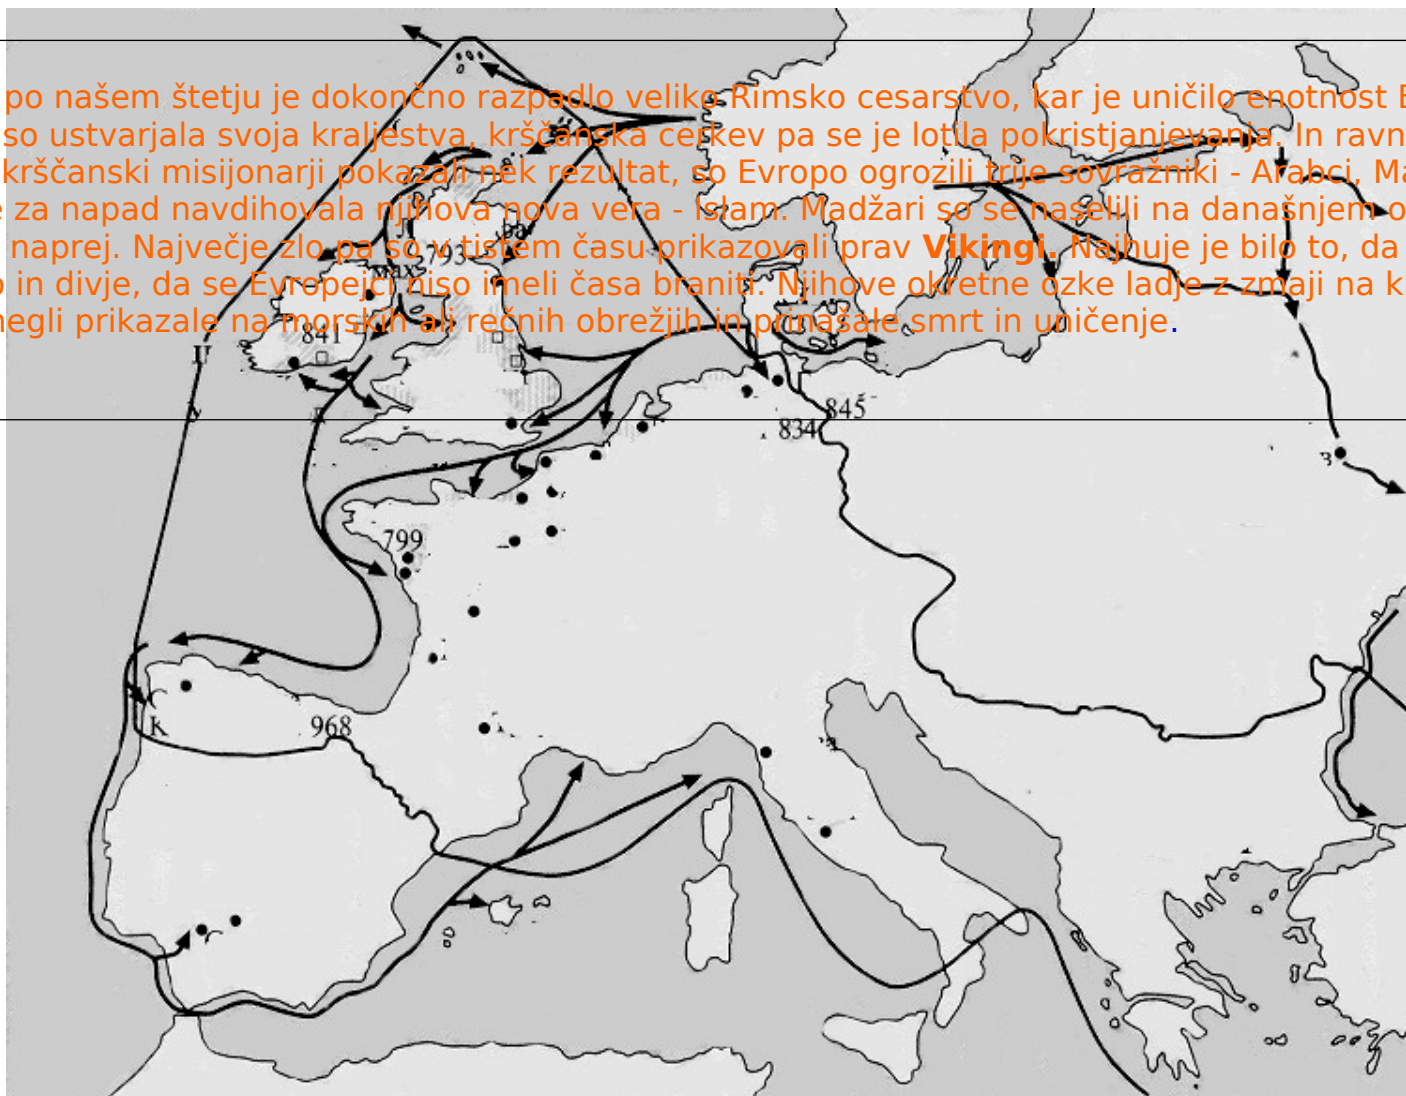 po našem štetju je dokončno razpadlo veliko Rimsko cesarstvo, kar je uničilo enotnost
so ustvarjala svoja kraljestva, krščanska cerkev pa se je lotila pokristjanjevanja. In
krščanski misijonarji pokazali nek rezultat, so Evropo ogrozili trije sovražniki - Arabci,
za napad navdihovala njihova nova vera - Islam. Madžari so se naselili na današnjem
naprej. Največje zlo pa so v tistem času prikazovali prav Vikingi. Najhuje je bilo to, da
in divje, da se Evropejci niso imeli časa braniti. Njihove okretne ozke ladje z zmaji na
prikazale na morskih ali rečnih obrežjih in prinašale smrt in uničenje.
793
841
845
834
799
968